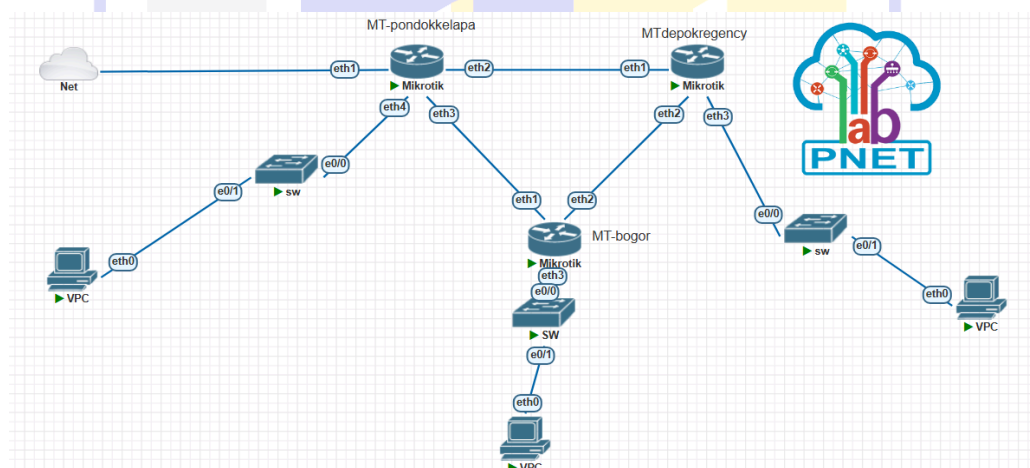 MT-pondokkelapa
MTdepokregency
Net
eth1
Mikrotik
eth2
eth1
Mikrotik
eth4
eth3
eth2
eth3
lab
PNET
e0/0
e0/1
sw
eth1
eth2
e0/0
MT-bogor
Mikrotik
sw
e0/1
eth0
VPC
eth3
e0/0
SW
eth0
VPC
e0/1
eth0
VPC